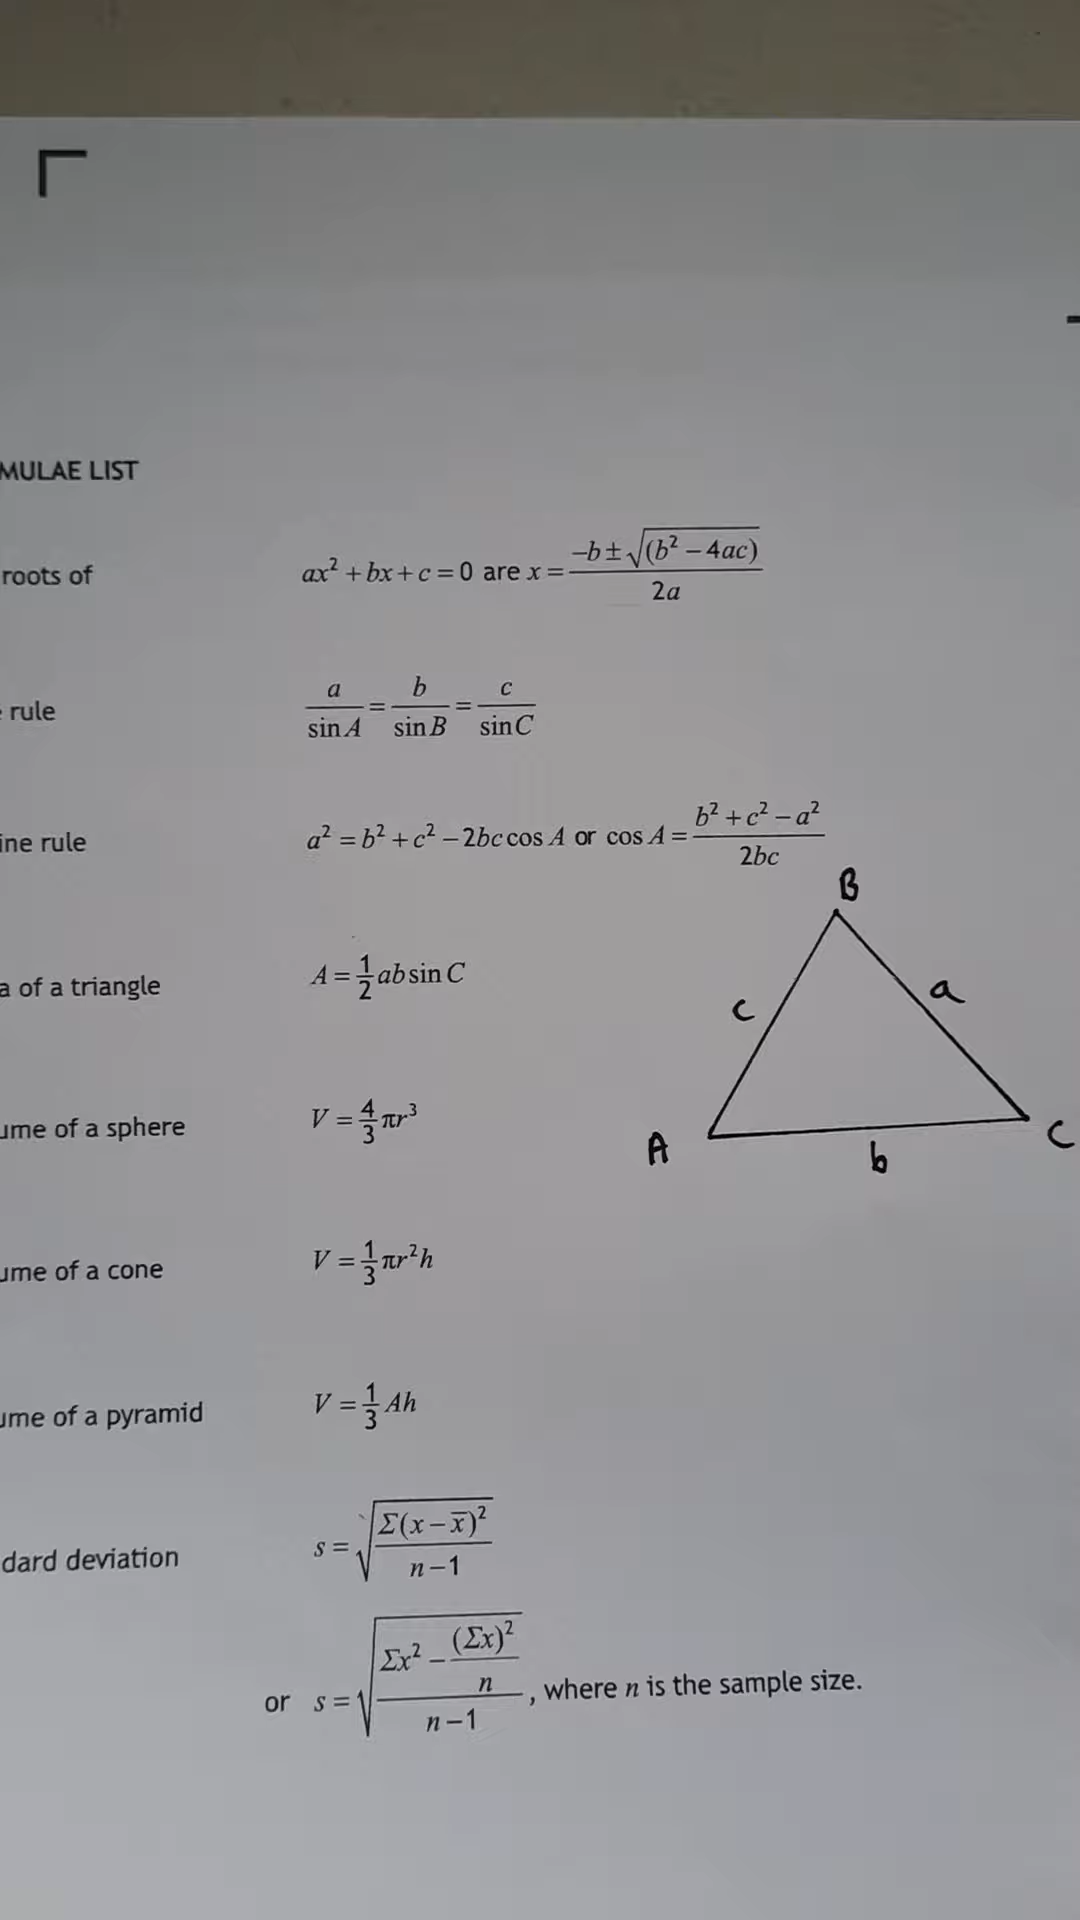 MULAE LIST
roots of ax² + bx + c = 0 are x = (-b ± √(b² – 4ac)) / 2a
rule a/sin A = b/sin B = c/sin C
ine rule a² = b² + c² – 2bc cos A or cos A = (b² + c² – a²) / 2bc
B
a of a triangle A = 1/2 ab sin C
c a
ume of a sphere V = 4/3 πr³
A b C
ume of a cone V = 1/3 πr²h
ume of a pyramid V = 1/3 Ah
dard deviation s = √(Σ(x – x̅)² / (n – 1))
or s = √((Σx² – (Σx)²/n) / (n – 1)), where n is the sample size.